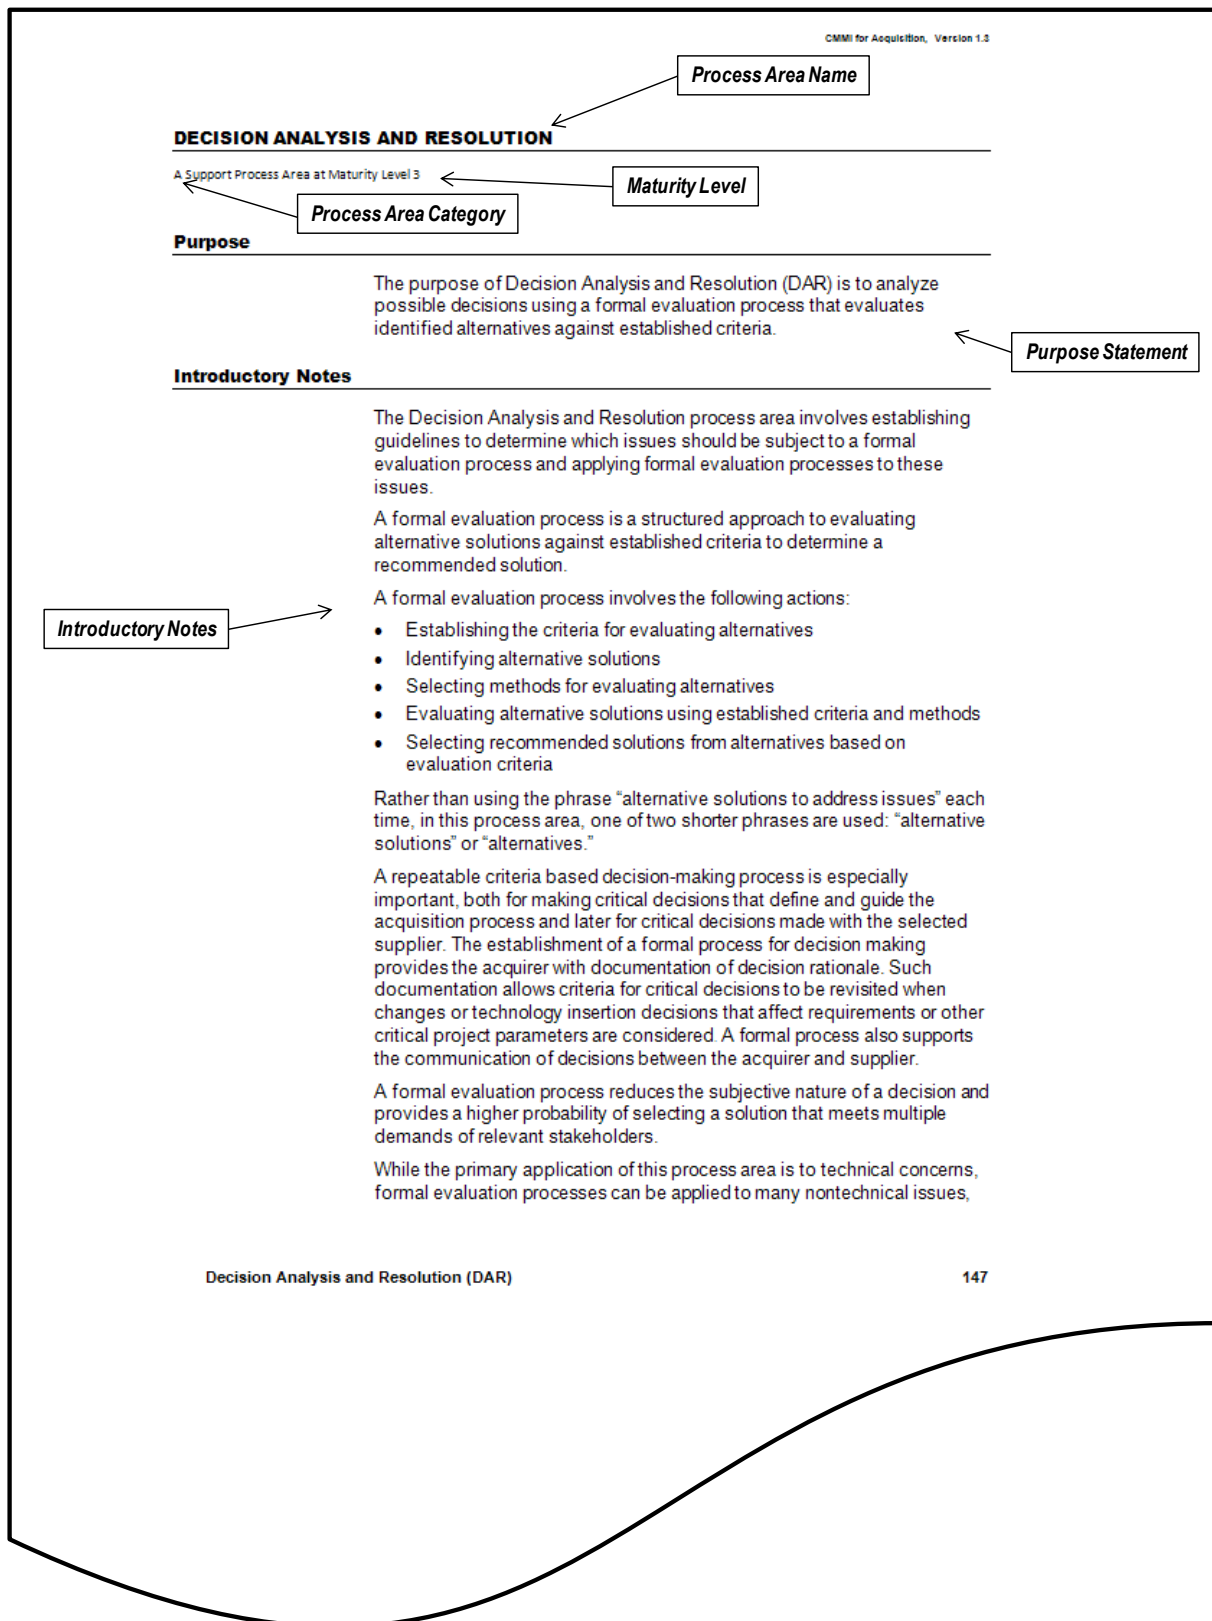 CMMI for Acquisition, Version 1.3
Process Area Name
DECISION ANALYSIS AND RESOLUTION
A Support Process Area at Maturity Level 3
Maturity Level
Process Area Category
Purpose
The purpose of Decision Analysis and Resolution (DAR) is to analyze
possible decisions using a formal evaluation process that evaluates
identified alternatives against established criteria.
Purpose Statement
Introductory Notes
The Decision Analysis and Resolution process area involves establishing
guidelines to determine which issues should be subject to a formal
evaluation process and applying formal evaluation processes to these
issues.
A formal evaluation process is a structured approach to evaluating
alternative solutions against established criteria to determine a
recommended solution.
A formal evaluation process involves the following actions:
Introductory Notes
• Establishing the criteria for evaluating alternatives
• Identifying alternative solutions
• Selecting methods for evaluating alternatives
• Evaluating alternative solutions using established criteria and methods
• Selecting recommended solutions from alternatives based on
evaluation criteria
Rather than using the phrase “alternative solutions to address issues” each
time, in this process area, one of two shorter phrases are used: “alternative
solutions” or “alternatives.”
A repeatable criteria based decision-making process is especially
important, both for making critical decisions that define and guide the
acquisition process and later for critical decisions made with the selected
supplier. The establishment of a formal process for decision making
provides the acquirer with documentation of decision rationale. Such
documentation allows criteria for critical decisions to be revisited when
changes or technology insertion decisions that affect requirements or other
critical project parameters are considered. A formal process also supports
the communication of decisions between the acquirer and supplier.
A formal evaluation process reduces the subjective nature of a decision and
provides a higher probability of selecting a solution that meets multiple
demands of relevant stakeholders.
While the primary application of this process area is to technical concerns,
formal evaluation processes can be applied to many nontechnical issues,
Decision Analysis and Resolution (DAR) 147